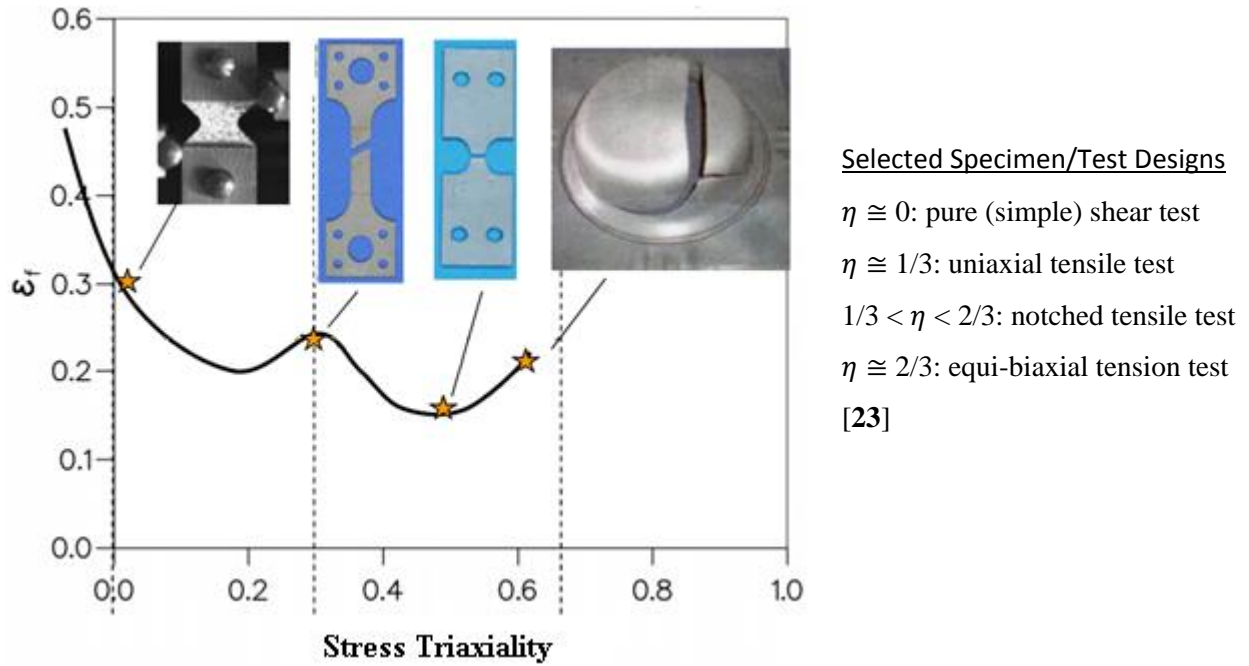 0.6
0.5
0.4
0.3
0.2
0.1
0.0
εf
0.0 0.2 0.4 0.6 0.8 1.0
Stress Triaxiality
Selected Specimen/Test Designs
η ≅ 0: pure (simple) shear test
η ≅ 1/3: uniaxial tensile test
1/3 < η < 2/3: notched tensile test
η ≅ 2/3: equi-biaxial tension test
[23]